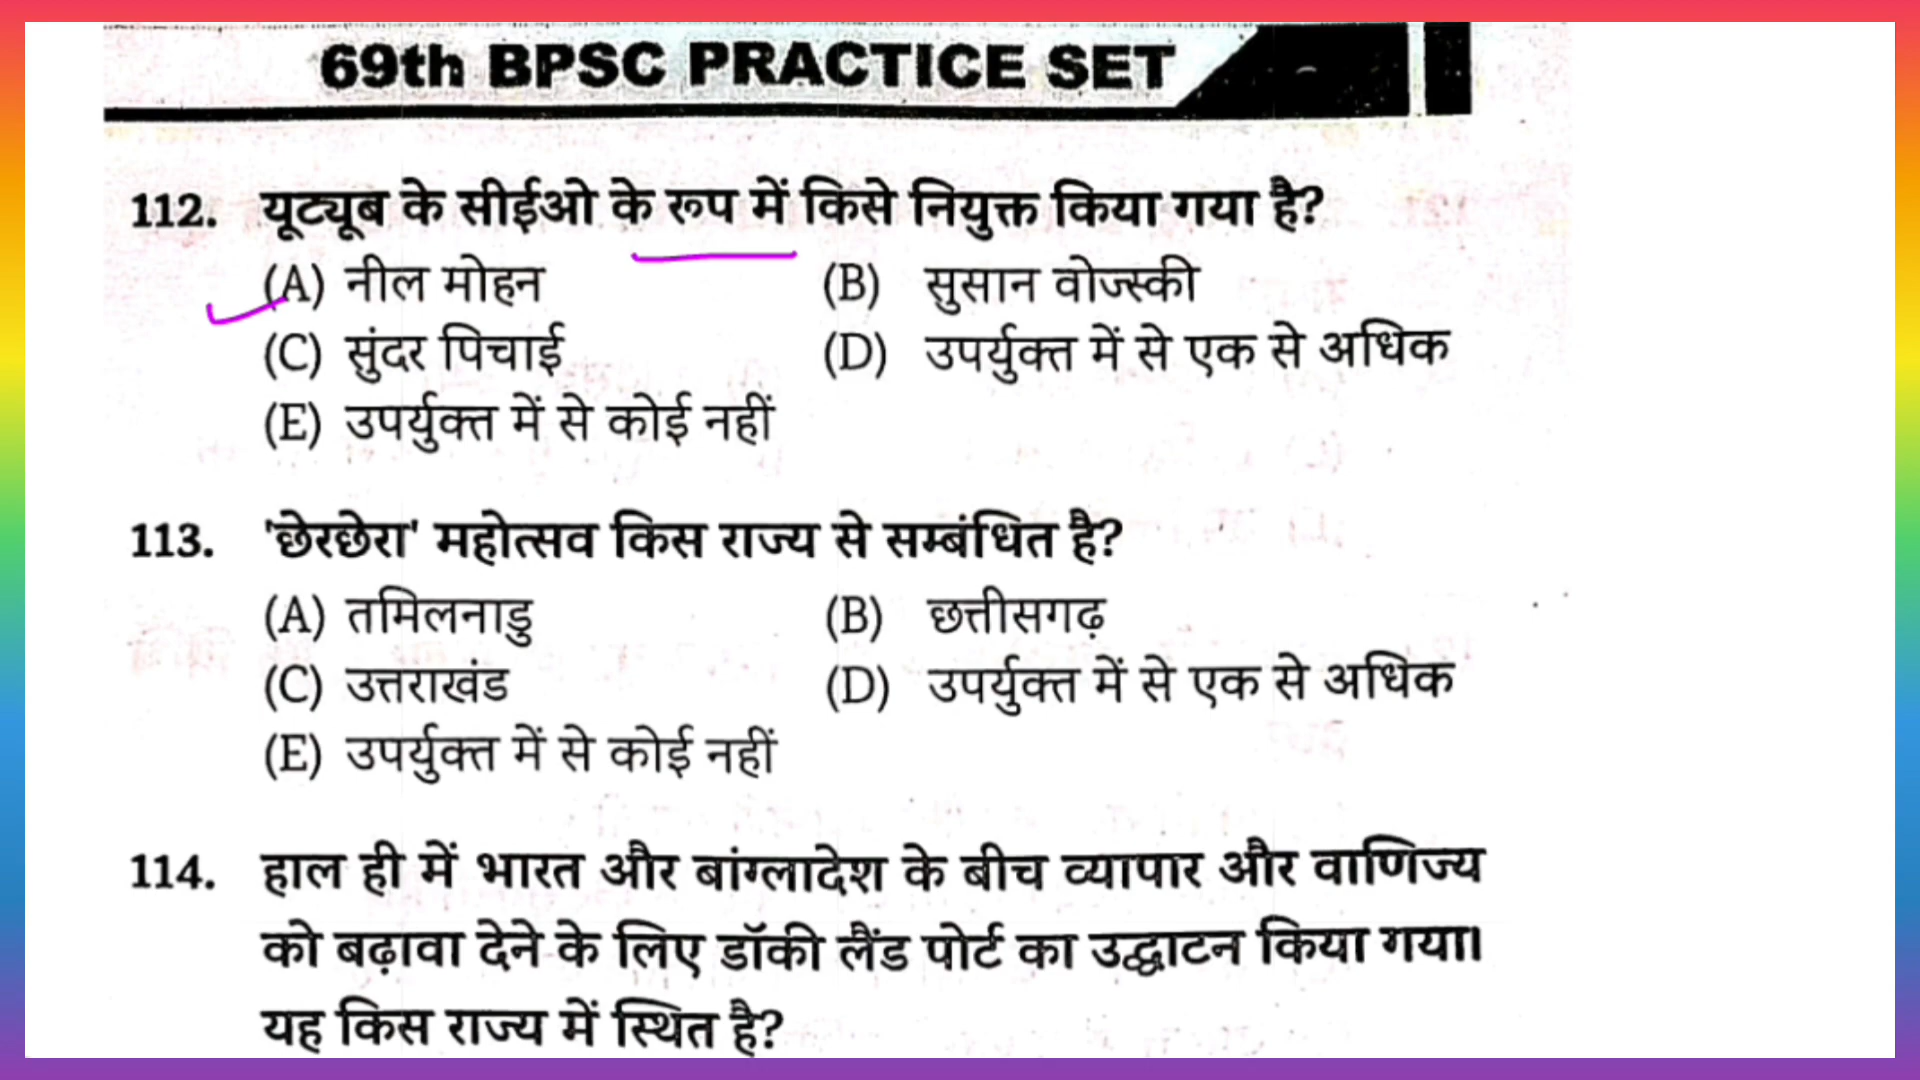 69th BPSC PRACTICE SET
112. यूट्यूब के सीईओ के रूप में किसे नियुक्त किया गया है?
(A) नील मोहन (B) सुसान वोज्स्की
(C) सुंदर पिचाई (D) उपर्युक्त में से एक से अधिक
(E) उपर्युक्त में से कोई नहीं
113. 'छेरछेरा' महोत्सव किस राज्य से सम्बंधित है?
(A) तमिलनाडु (B) छत्तीसगढ़
(C) उत्तराखंड (D) उपर्युक्त में से एक से अधिक
(E) उपर्युक्त में से कोई नहीं
114. हाल ही में भारत और बांग्लादेश के बीच व्यापार और वाणिज्य
को बढ़ावा देने के लिए डॉकी लैंड पोर्ट का उद्घाटन किया गया।
यह किस राज्य में स्थित है?